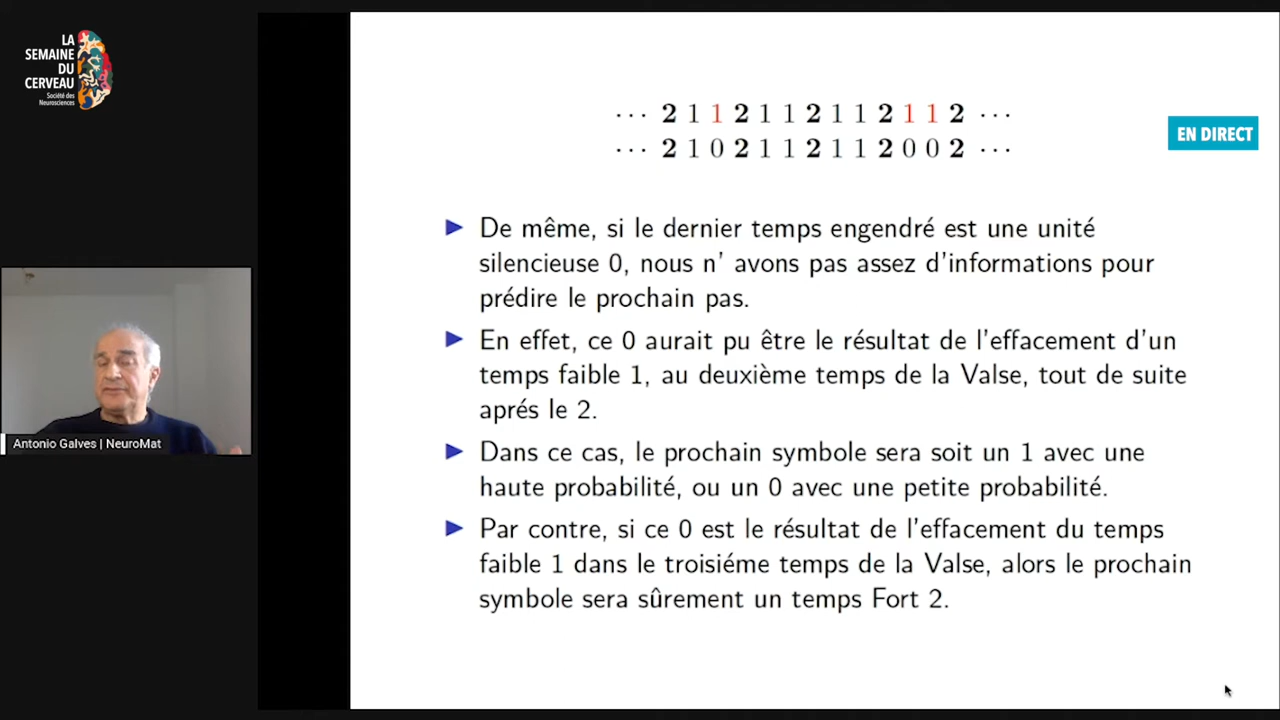 LA
SEMAINE
DU
CERVEAU
Société des
Neurosciences
··· 2 1 1 2 1 1 2 1 1 2 1 1 2 ···
··· 2 1 0 2 1 1 2 1 1 2 0 0 2 ···
EN DIRECT
▶ De même, si le dernier temps engendré est une unité
silencieuse 0, nous n' avons pas assez d'informations pour
prédire le prochain pas.
▶ En effet, ce 0 aurait pu être le résultat de l'effacement d'un
temps faible 1, au deuxième temps de la Valse, tout de suite
aprés le 2.
▶ Dans ce cas, le prochain symbole sera soit un 1 avec une
haute probabilité, ou un 0 avec une petite probabilité.
▶ Par contre, si ce 0 est le résultat de l'effacement du temps
faible 1 dans le troisiéme temps de la Valse, alors le prochain
symbole sera sûrement un temps Fort 2.
Antonio Galves | NeuroMat